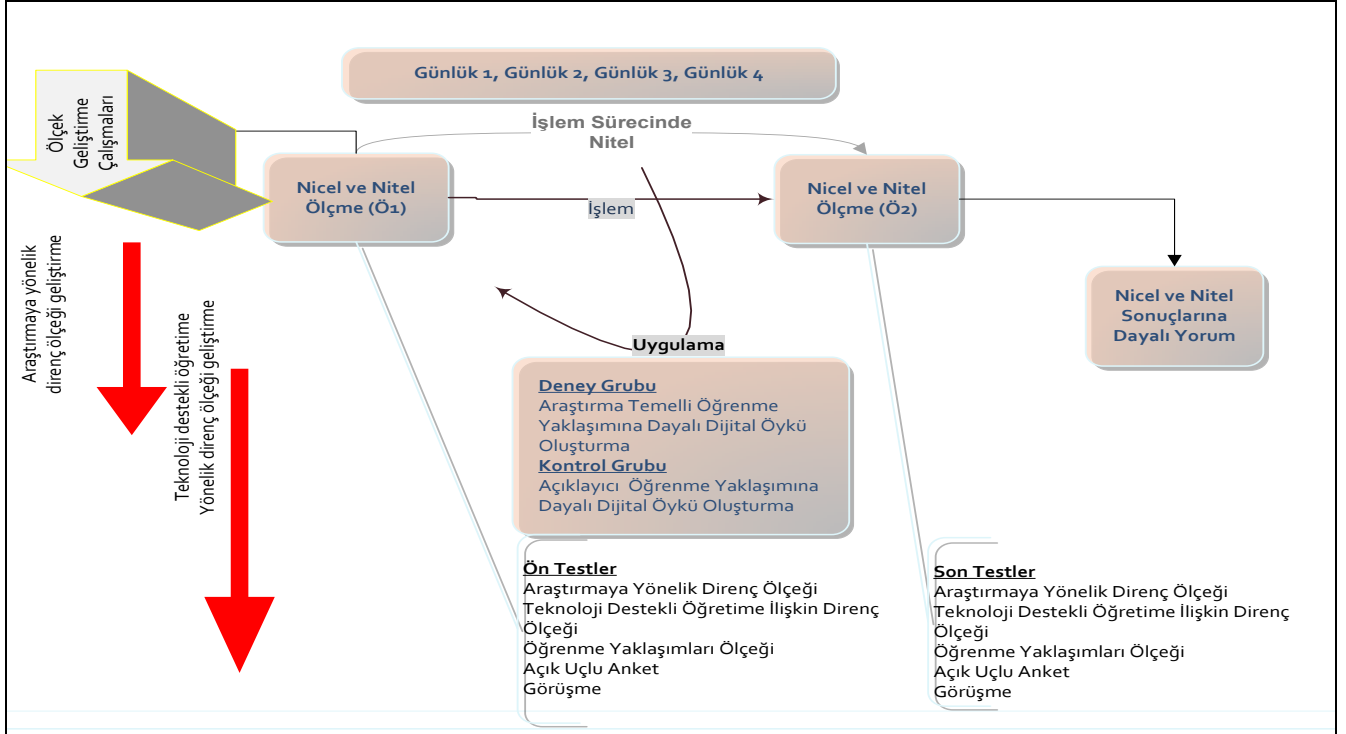 Günlük 1, Günlük 2, Günlük 3, Günlük 4
Ölçek
Geliştirme
Çalışmaları
İşlem Sürecinde
Nitel
Nicel ve Nitel
Ölçme (Ö1)
İşlem
Nicel ve Nitel
Ölçme (Ö2)
Nicel ve Nitel
Sonuçlarına
Dayalı Yorum
Araştırmaya yönelik
direnç ölçeği geliştirme
Teknoloji destekli öğretime
Yönelik direnç ölçeği geliştirme
Uygulama
Deney Grubu
Araştırma Temelli Öğrenme
Yaklaşımına Dayalı Dijital Öykü
Oluşturma
Kontrol Grubu
Açıklayıcı Öğrenme Yaklaşımına
Dayalı Dijital Öykü Oluşturma
Ön Testler
Araştırmaya Yönelik Direnç Ölçeği
Teknoloji Destekli Öğretime İlişkin Direnç
Ölçeği
Öğrenme Yaklaşımları Ölçeği
Açık Uçlu Anket
Görüşme
Son Testler
Araştırmaya Yönelik Direnç Ölçeği
Teknoloji Destekli Öğretime İlişkin Direnç
Ölçeği
Öğrenme Yaklaşımları Ölçeği
Açık Uçlu Anket
Görüşme